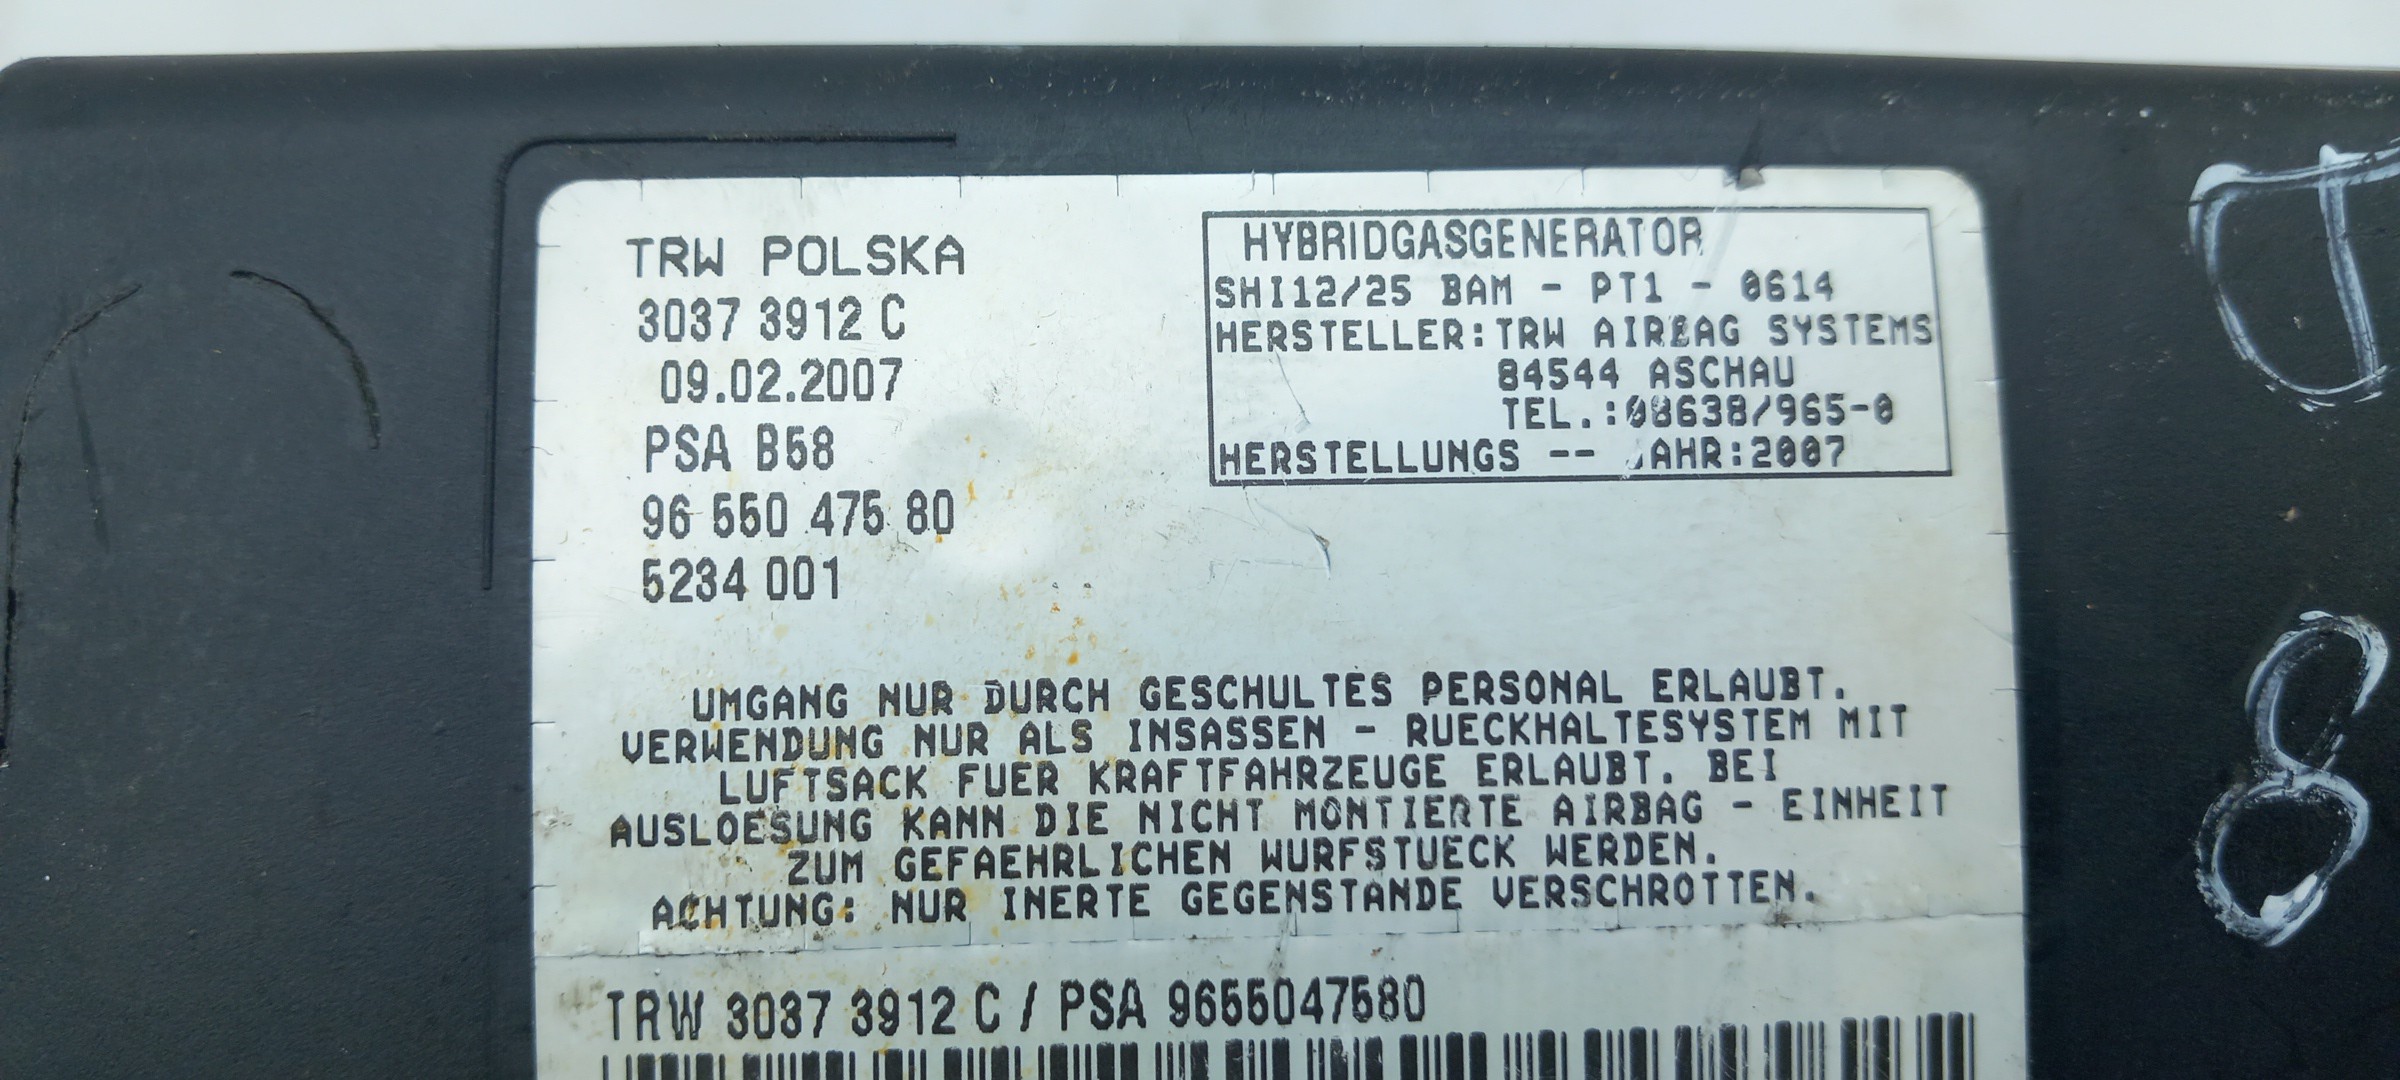 TRW POLSKA
3037 3912 C
09.02.2007
PSA B58
96 550 475 80
5234 001
HYBRIDGASGENERATOR
SHI12/25 BAM - PT1 - 0614
HERSTELLER: TRW AIRBAG SYSTEMS
84544 ASCHAU
TEL.:08638/965-0
HERSTELLUNGS -- JAHR:2007
UMGANG NUR DURCH GESCHULTES PERSONAL ERLAUBT.
VERWENDUNG NUR ALS INSASSEN - RUECKHALTESYSTEM MIT
LUFTSACK FUER KRAFTFAHRZEUGE ERLAUBT. BEI
AUSLOESUNG KANN DIE NICHT MONTIERTE AIRBAG - EINHEIT
ZUM GEFAEHRLICHEN WURFSTUECK WERDEN.
ACHTUNG: NUR INERTE GEGENSTANDE VERSCHROTTEN.
TRW 3037 3912 C / PSA 9655047580
8